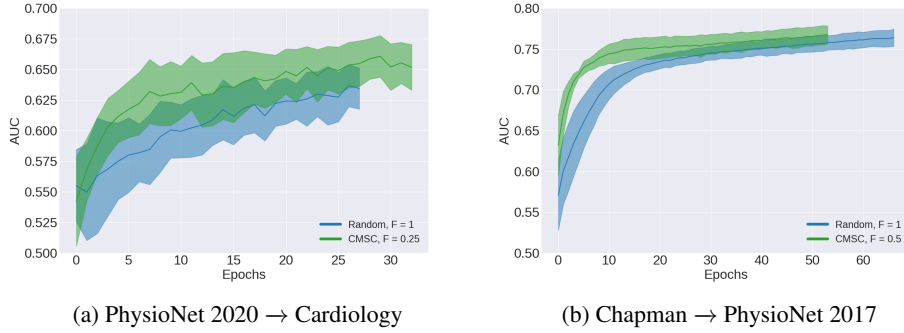 0.700
0.675
0.650
0.625
0.600
0.575
0.550
0.525
0.500
AUC
0 5 10 15 20 25 30
Epochs
Random, F = 1
CMSC, F = 0.25
(a) PhysioNet 2020 → Cardiology
0.80
0.75
0.70
0.65
0.60
0.55
0.50
AUC
0 10 20 30 40 50 60
Epochs
Random, F = 1
CMSC, F = 0.5
(b) Chapman → PhysioNet 2017